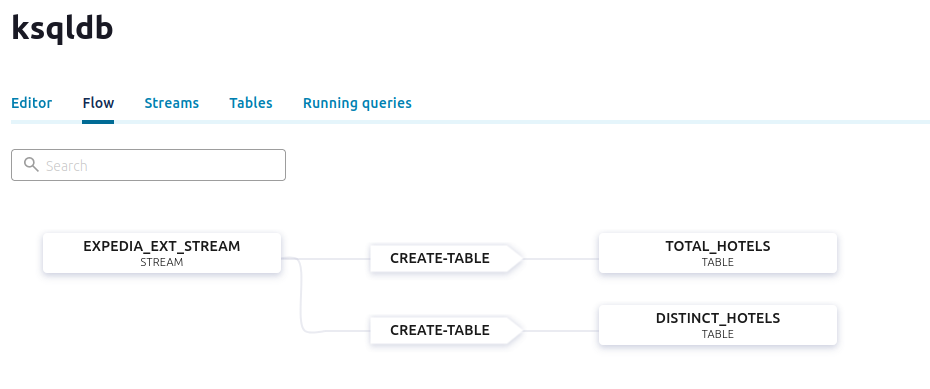 ksqldb
Editor Flow Streams Tables Running queries
Search
EXPEDIA_EXT_STREAM
STREAM
CREATE-TABLE
TOTAL_HOTELS
TABLE
CREATE-TABLE
DISTINCT_HOTELS
TABLE